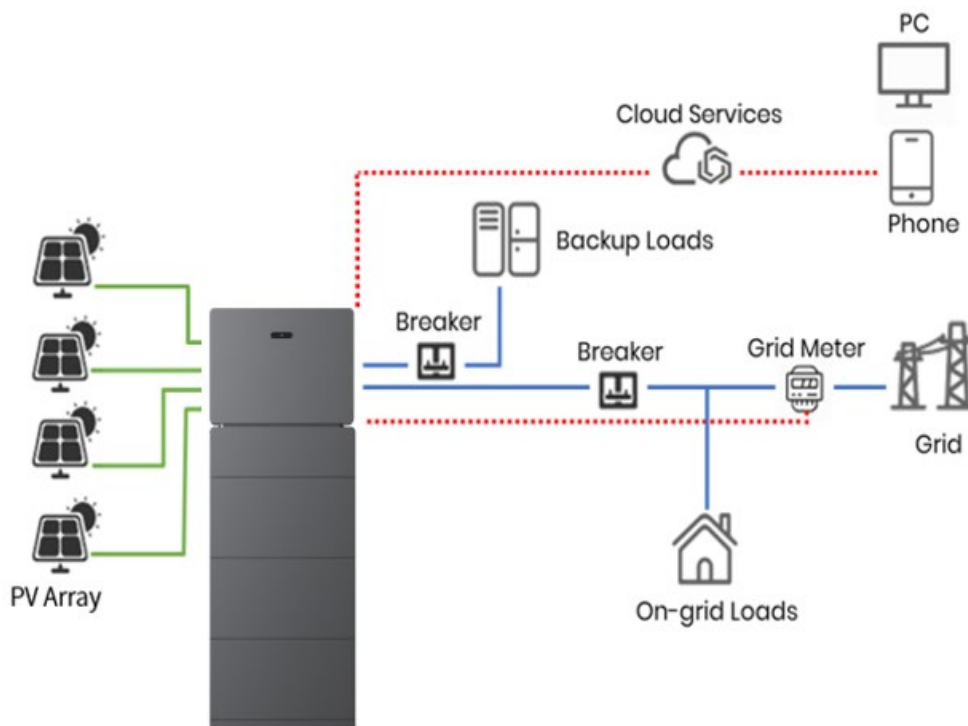 PC
Cloud Services
Phone
Backup Loads
Breaker
Breaker
Grid Meter
Grid
PV Array
On-grid Loads